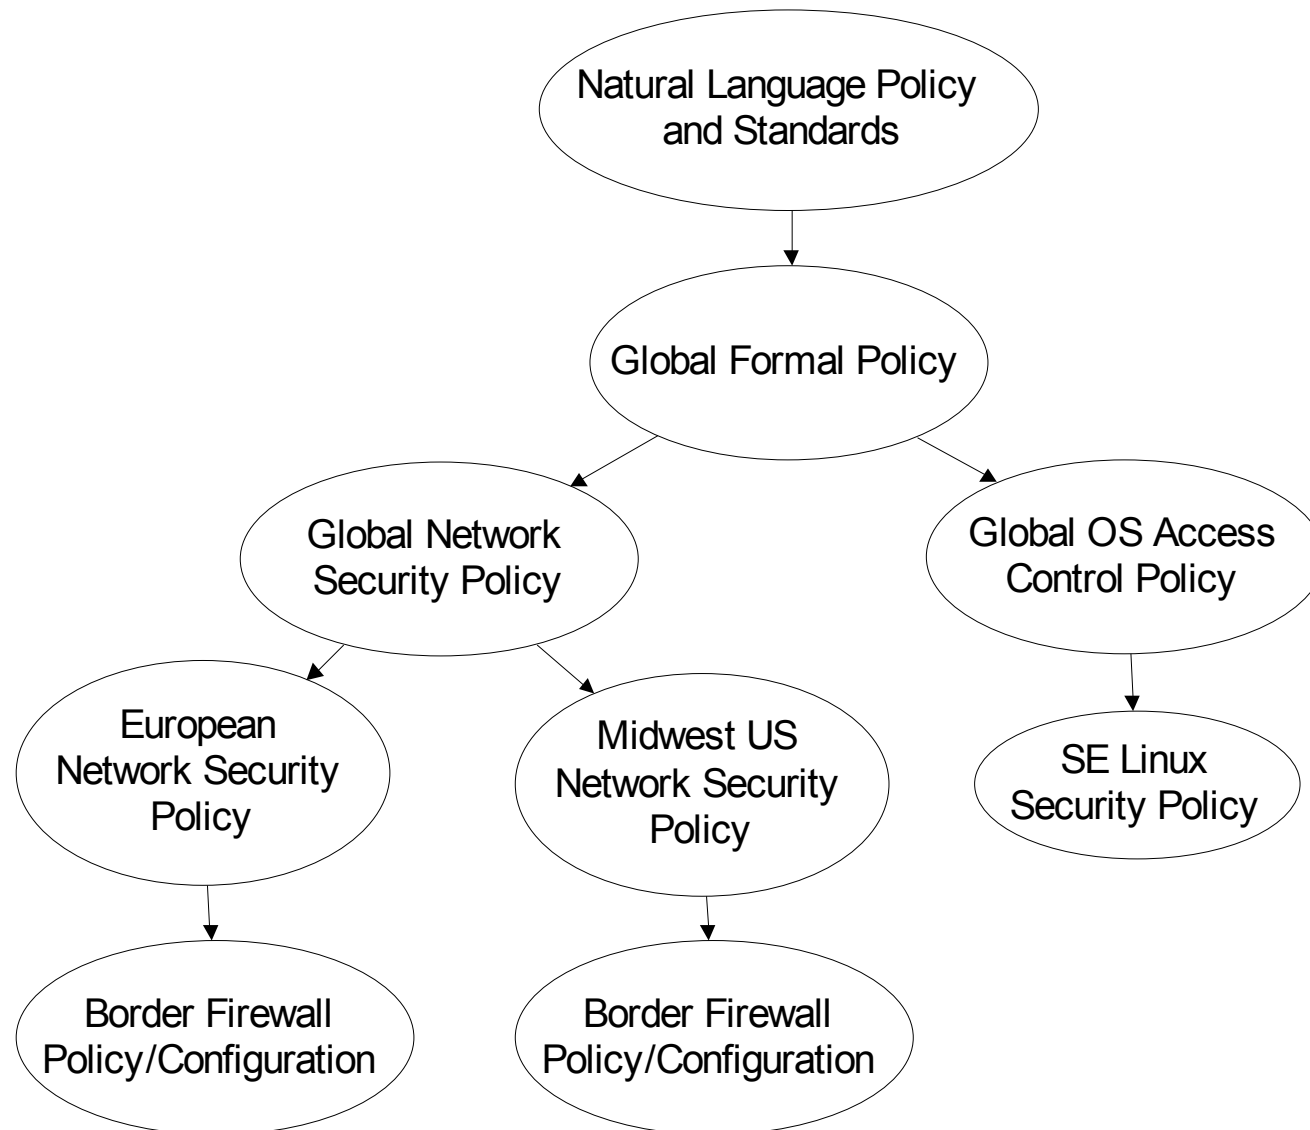 Natural Language Policy
and Standards
Global Formal Policy
Global Network
Security Policy
Global OS Access
Control Policy
European
Network Security
Policy
Midwest US
Network Security
Policy
SE Linux
Security Policy
Border Firewall
Policy/Configuration
Border Firewall
Policy/Configuration